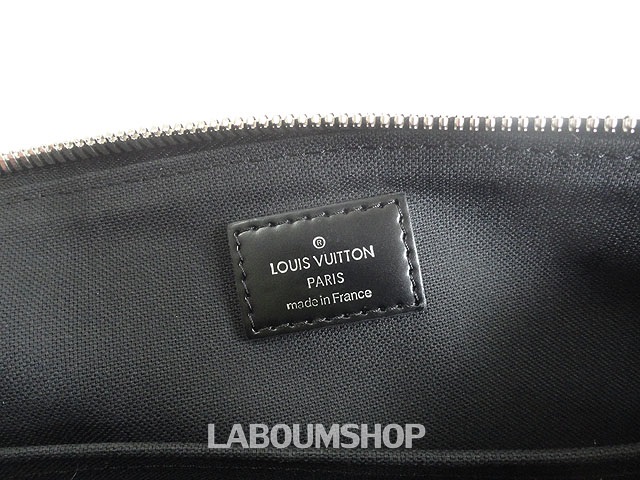 ®
LOUIS VUITTON
PARIS
made in France
LABOUMSHOP